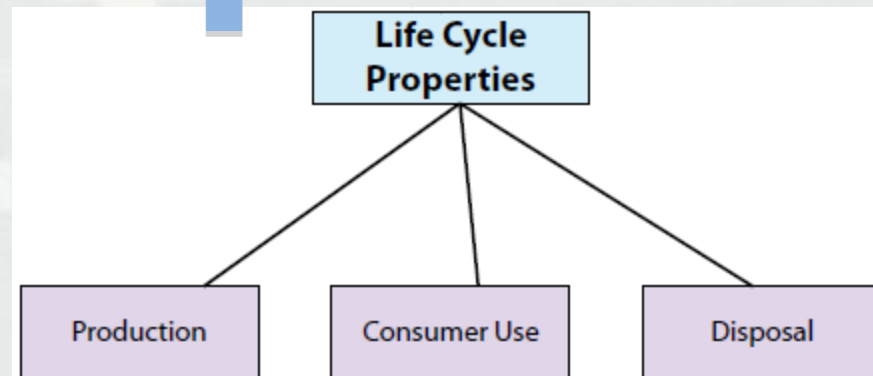 Life Cycle
Properties
Production
Consumer Use
Disposal